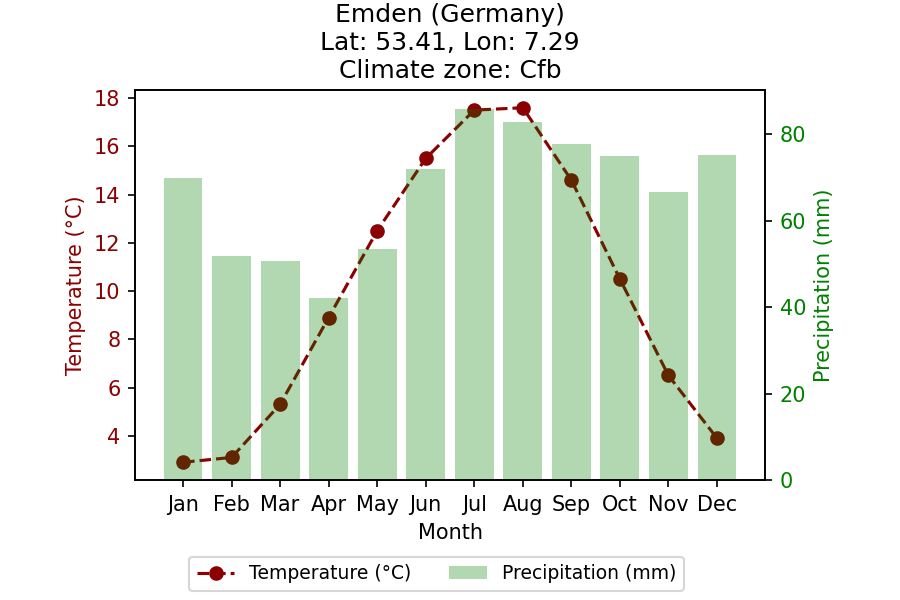 Emden (Germany)
Lat: 53.41, Lon: 7.29
Climate zone: Cfb
18
16
14
12
10
8
6
4
Temperature (°C)
80
60
40
20
0
Precipitation (mm)
Jan Feb Mar Apr May Jun Jul Aug Sep Oct Nov Dec
Month
Temperature (°C) Precipitation (mm)